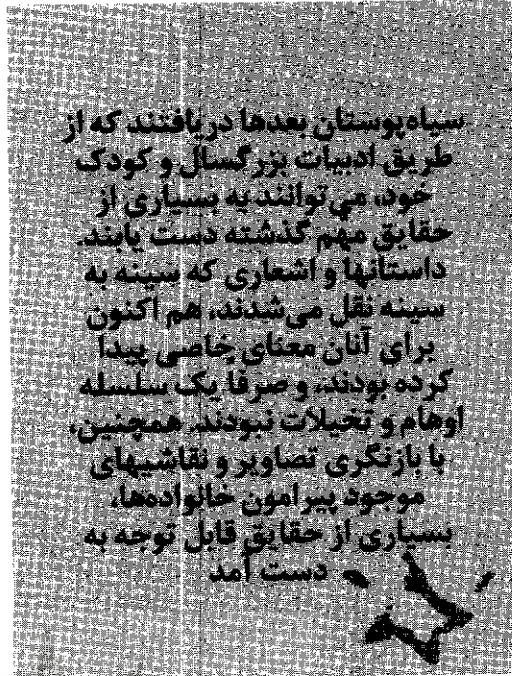 سیاه‌پوستان بعدها دریافتند که از
طریق ادبیات بزرگسال و کودک
خود، می‌توانند به بسیاری از
حقایق مهم گذشته دست یابند.
داستانها و اشعاری که سینه به
سینه نقل می‌شدند، هم اکنون
برای آنان معنای خاصی پیدا
کرده بودند، و صرفا یک سلسله
اوهام و تخیلات نبودند. همچنین،
با بازنگری تصاویر و نقاشیهای
موجود پیرامون خانواده‌ها،
بسیاری از حقایق قابل توجه به
دست آمد